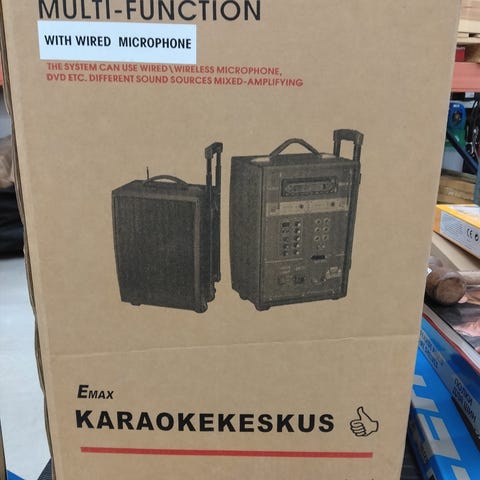 MULTI-FUNCTION
WITH WIRED MICROPHONE
THE SYSTEM CAN USE WIRED\WIRELESS MICROPHONE,
DVD ETC. DIFFERENT SOUND SOURCES MIXED-AMPLIFYING
EMAX
KARAOKEKESKUS